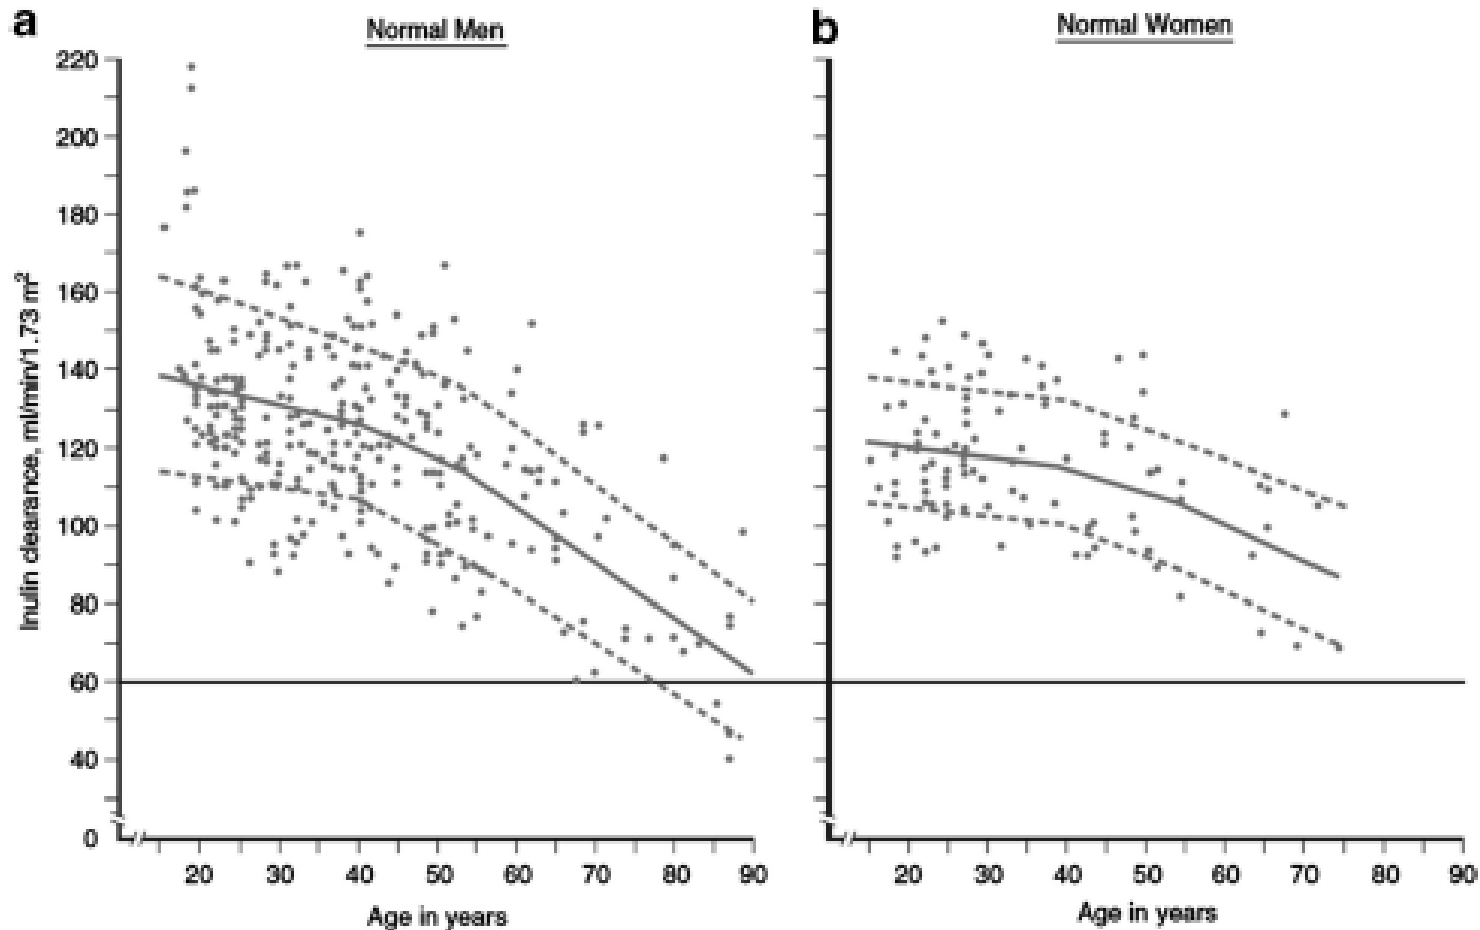 a
Normal Men
b
Normal Women
220
200
180
160
140
120
100
80
60
40
0
Inulin clearance, ml/min/1.73 m²
20 30 40 50 60 70 80 90
20 30 40 50 60 70 80 90
Age in years
Age in years